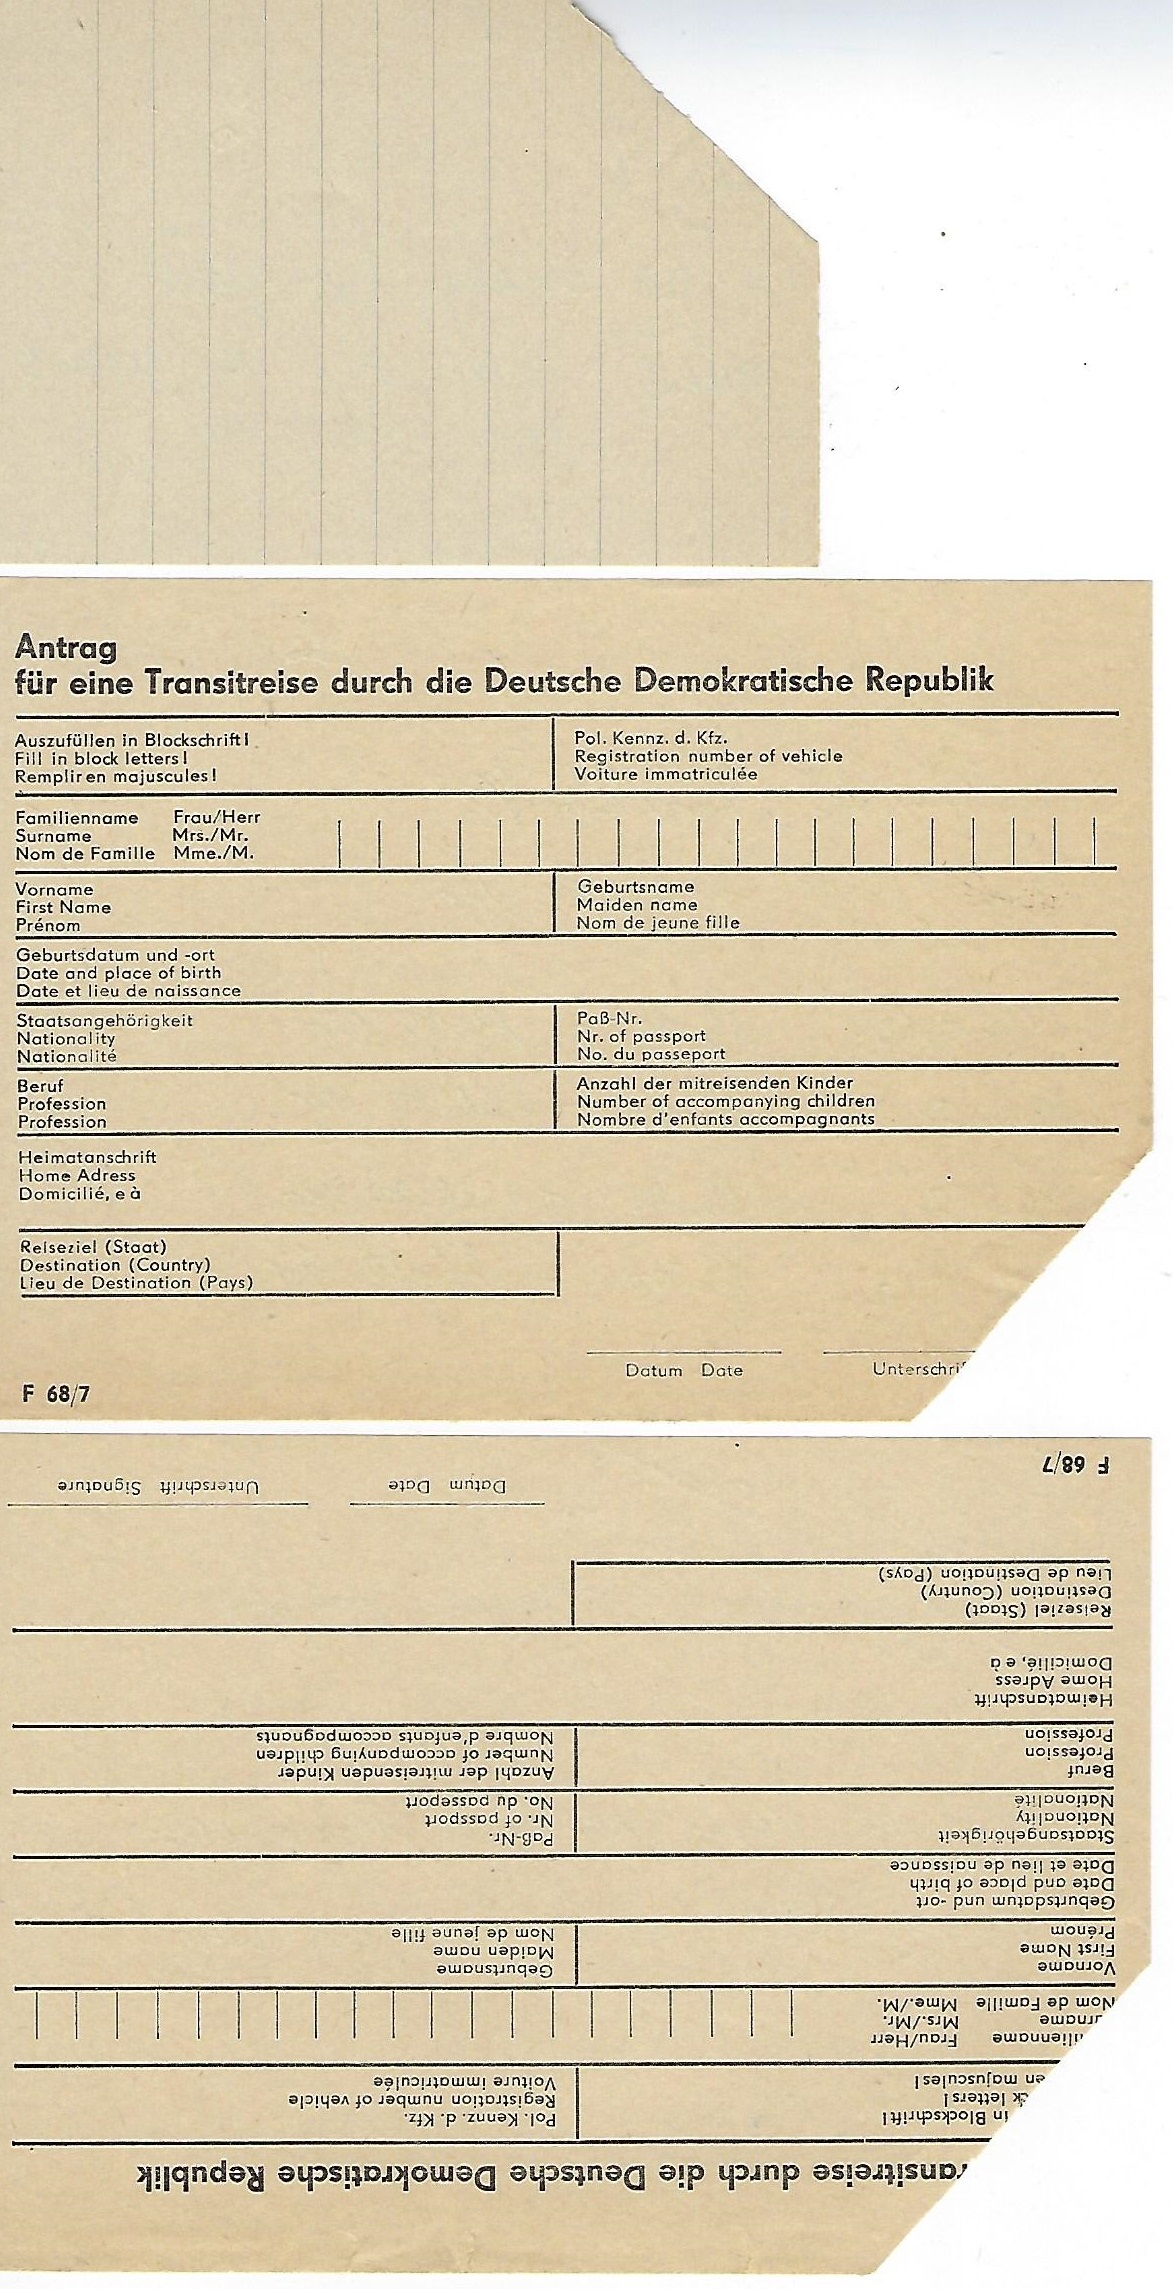 Antrag
für eine Transitreise durch die Deutsche Demokratische Republik
Auszufüllen in Blockschrift!
Fill in block letters!
Remplir en majuscules!
Pol. Kennz. d. Kfz.
Registration number of vehicle
Voiture immatriculée
Familienname Frau/Herr
Surname Mrs./Mr.
Nom de Famille Mme./M.
Vorname
First Name
Prénom
Geburtsname
Maiden name
Nom de jeune fille
Geburtsdatum und -ort
Date and place of birth
Date et lieu de naissance
Staatsangehörigkeit
Nationality
Nationalité
Paß-Nr.
Nr. of passport
No. du passeport
Beruf
Profession
Profession
Anzahl der mitreisenden Kinder
Number of accompanying children
Nombre d'enfants accompagnants
Heimatanschrift
Home Adress
Domicilié, e à
Reiseziel (Staat)
Destination (Country)
Lieu de Destination (Pays)
Datum Date
Unterschrif
F 68/7
ransitreise durch die Deutsche Demokratische Republik
in Blockschrift!
ck letters!
en majuscules!
Pol. Kennz. d. Kfz.
Registration number of vehicle
Voiture immatriculée
ilienname Frau/Herr
urname Mrs./Mr.
Nom de Famille Mme./M.
Vorname
First Name
Prénom
Geburtsname
Maiden name
Nom de jeune fille
Geburtsdatum und -ort
Date and place of birth
Date et lieu de naissance
Staatsangehörigkeit
Nationality
Nationalité
Paß-Nr.
Nr. of passport
No. du passeport
Beruf
Profession
Profession
Anzahl der mitreisenden Kinder
Number of accompanying children
Nombre d'enfants accompagnants
Heimatanschrift
Home Adress
Domicilié, e à
Reiseziel (Staat)
Destination (Country)
Lieu de Destination (Pays)
Datum Date
Unterschrift Signature
F 68/7